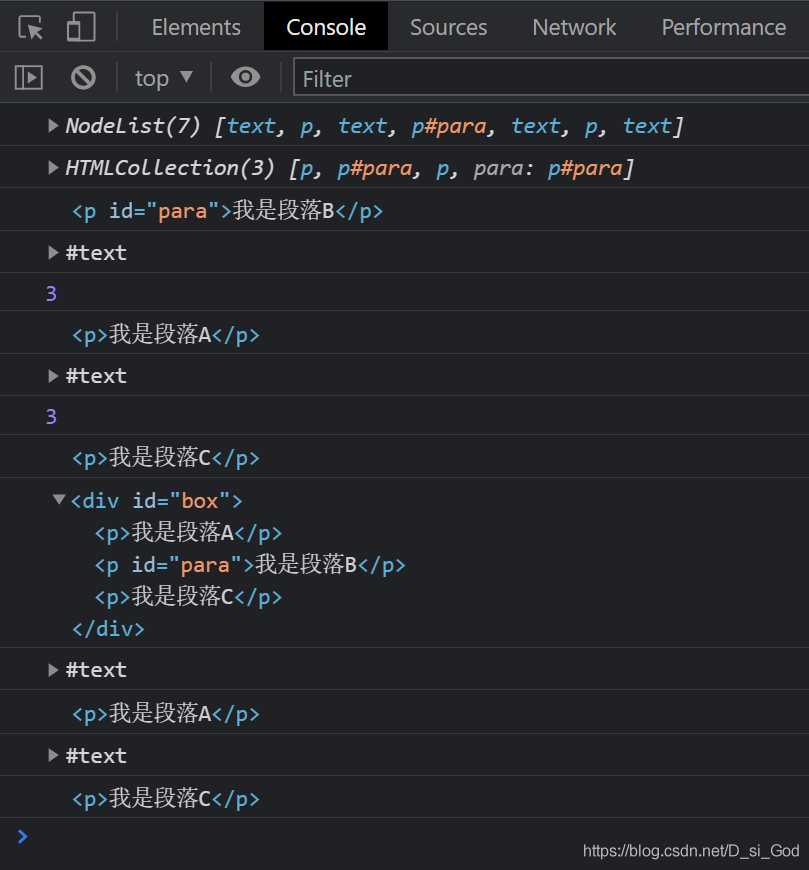 Elements Console Sources Network Performance
top ▼ Filter
▶ NodeList(7) [text, p, text, p#para, text, p, text]
▶ HTMLCollection(3) [p, p#para, p, para: p#para]
<p id="para">我是段落B</p>
▶ #text
3
<p>我是段落A</p>
▶ #text
3
<p>我是段落C</p>
▼ <div id="box">
<p>我是段落A</p>
<p id="para">我是段落B</p>
<p>我是段落C</p>
</div>
▶ #text
<p>我是段落A</p>
▶ #text
<p>我是段落C</p>
>
https://blog.csdn.net/D_si_God